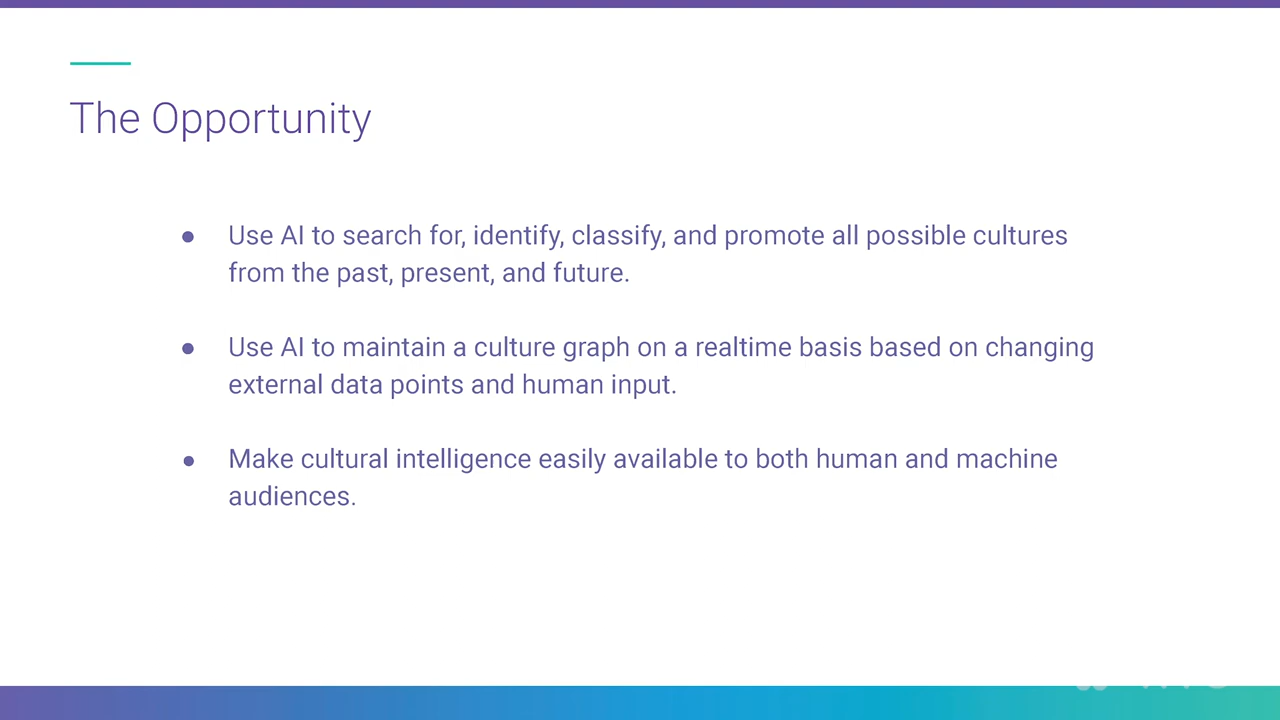 The Opportunity
● Use AI to search for, identify, classify, and promote all possible cultures
from the past, present, and future.
● Use AI to maintain a culture graph on a realtime basis based on changing
external data points and human input.
● Make cultural intelligence easily available to both human and machine
audiences.